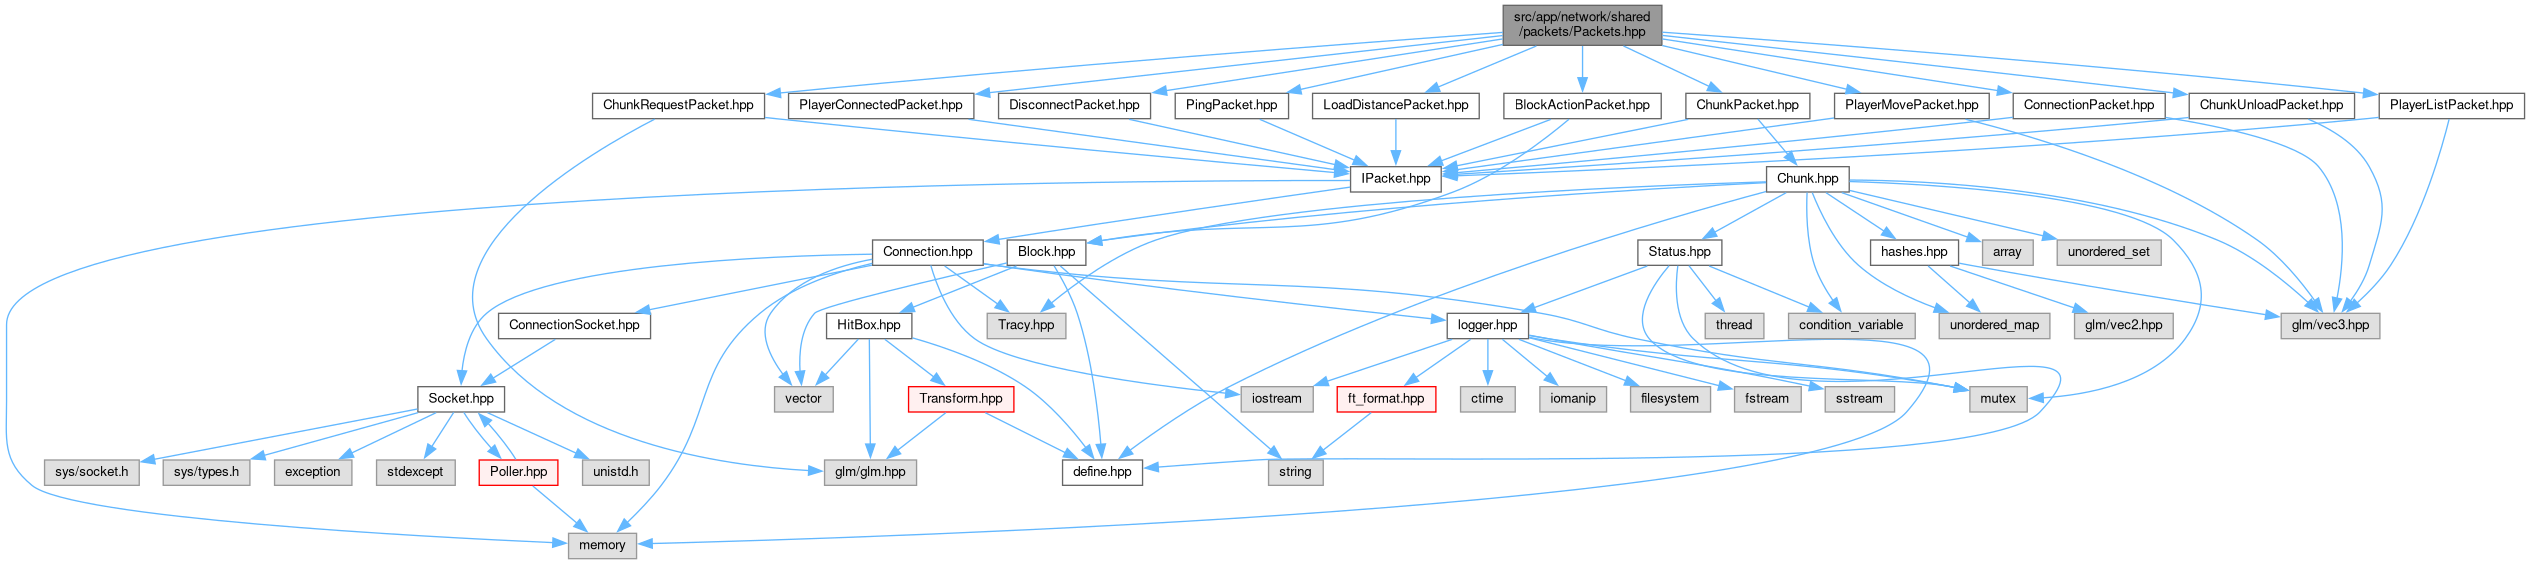 src/app/network/shared
/packets/Packets.hpp
ChunkRequestPacket.hpp
PlayerConnectedPacket.hpp
DisconnectPacket.hpp
PingPacket.hpp
LoadDistancePacket.hpp
BlockActionPacket.hpp
ChunkPacket.hpp
PlayerMovePacket.hpp
ConnectionPacket.hpp
ChunkUnloadPacket.hpp
PlayerListPacket.hpp
IPacket.hpp
Chunk.hpp
Connection.hpp
Block.hpp
Status.hpp
hashes.hpp
array
unordered_set
ConnectionSocket.hpp
HitBox.hpp
Tracy.hpp
logger.hpp
thread
condition_variable
unordered_map
glm/vec2.hpp
glm/vec3.hpp
Socket.hpp
vector
Transform.hpp
iostream
ft_format.hpp
ctime
iomanip
filesystem
fstream
sstream
mutex
sys/socket.h
sys/types.h
exception
stdexcept
Poller.hpp
unistd.h
glm/glm.hpp
define.hpp
string
memory